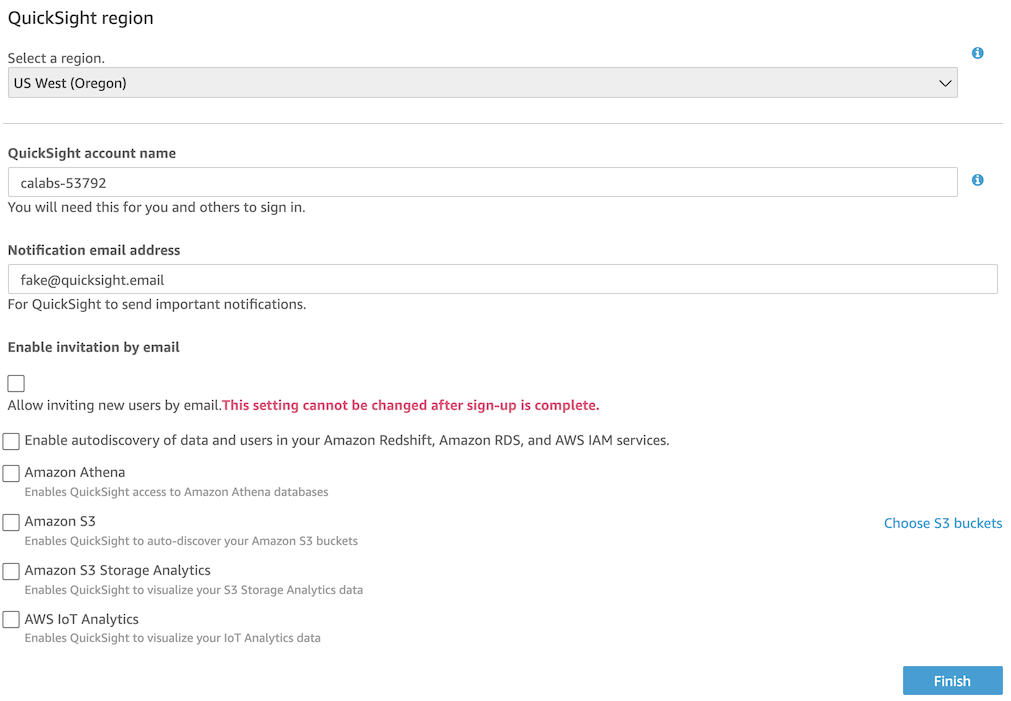 QuickSight region
Select a region.
US West (Oregon)
QuickSight account name
calabs-53792
You will need this for you and others to sign in.
Notification email address
fake@quicksight.email
For QuickSight to send important notifications.
Enable invitation by email
Allow inviting new users by email.This setting cannot be changed after sign-up is complete.
Enable autodiscovery of data and users in your Amazon Redshift, Amazon RDS, and AWS IAM services.
Amazon Athena
Enables QuickSight access to Amazon Athena databases
Amazon S3
Choose S3 buckets
Enables QuickSight to auto-discover your Amazon S3 buckets
Amazon S3 Storage Analytics
Enables QuickSight to visualize your S3 Storage Analytics data
AWS IoT Analytics
Enables QuickSight to visualize your IoT Analytics data
Finish